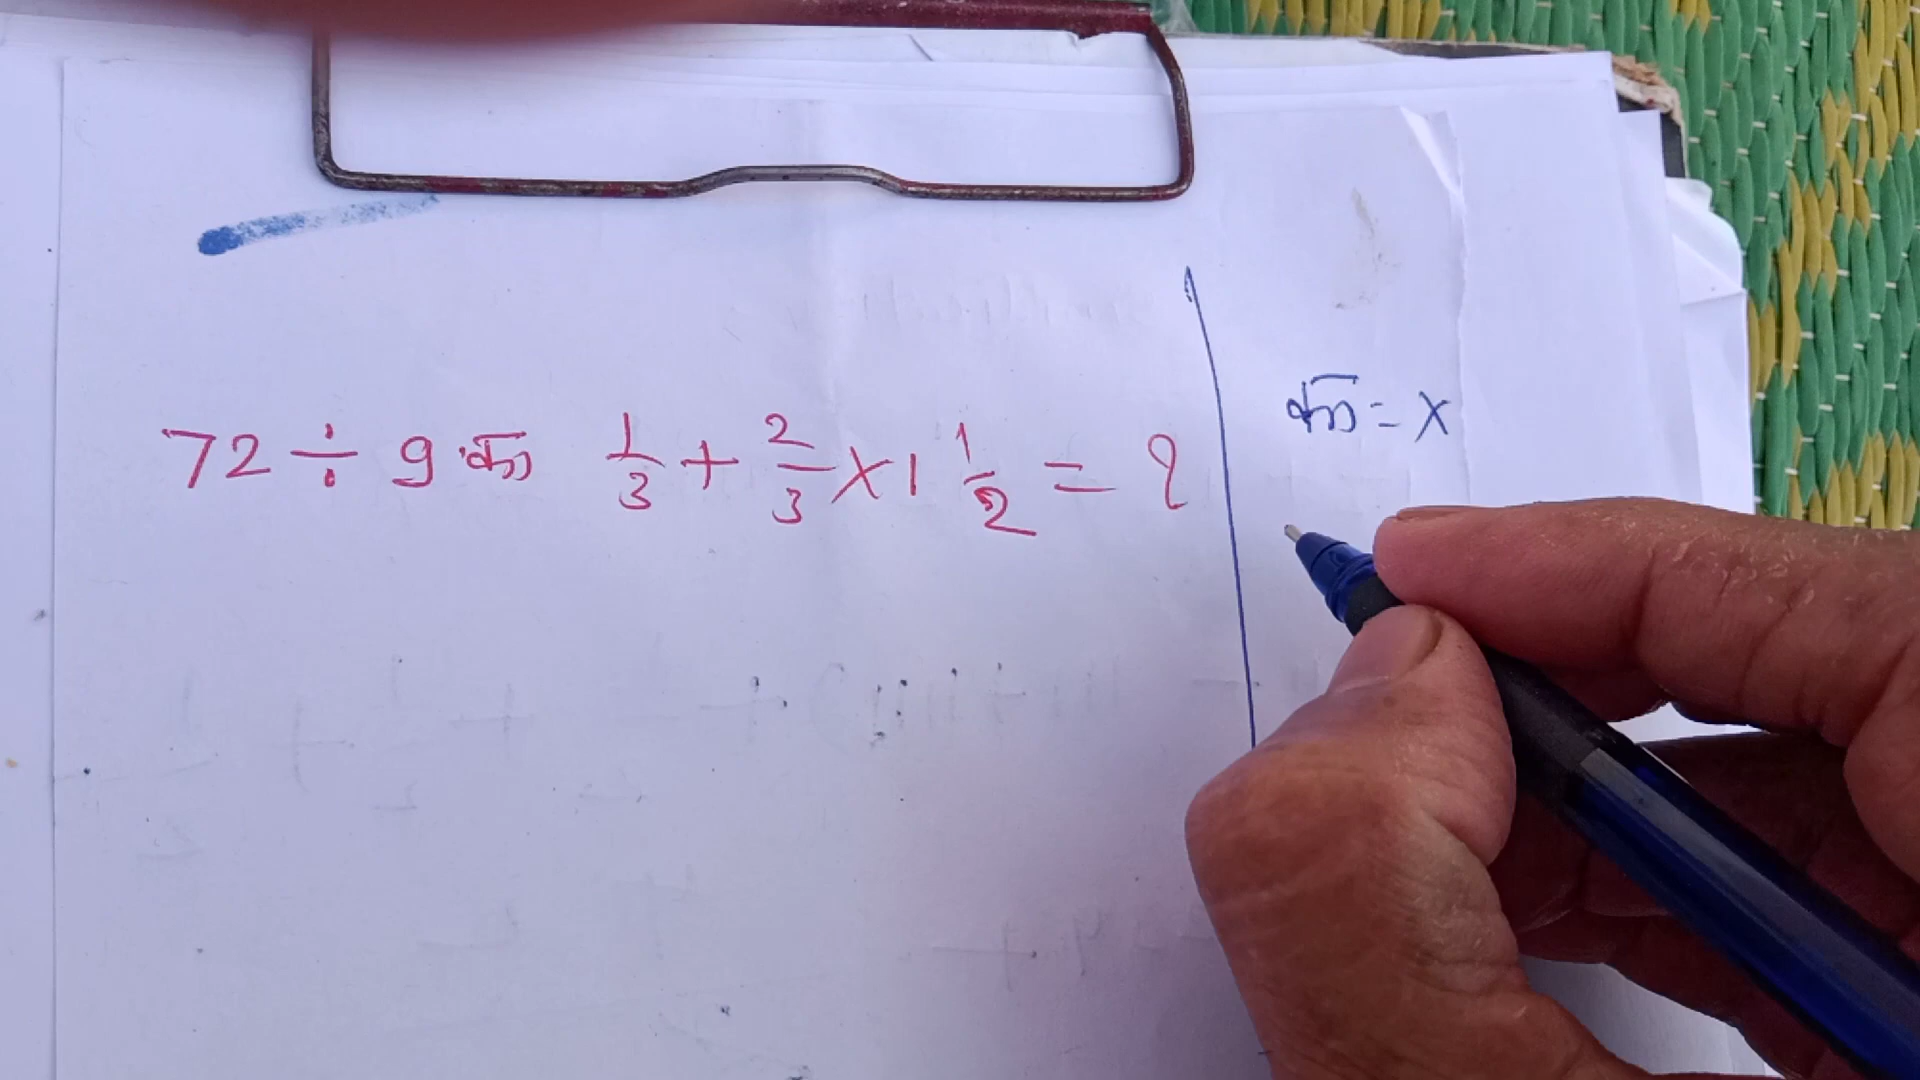 72 ÷ 9 का 1/3 + 2/3 × 1 1/2 = ?
का = ×